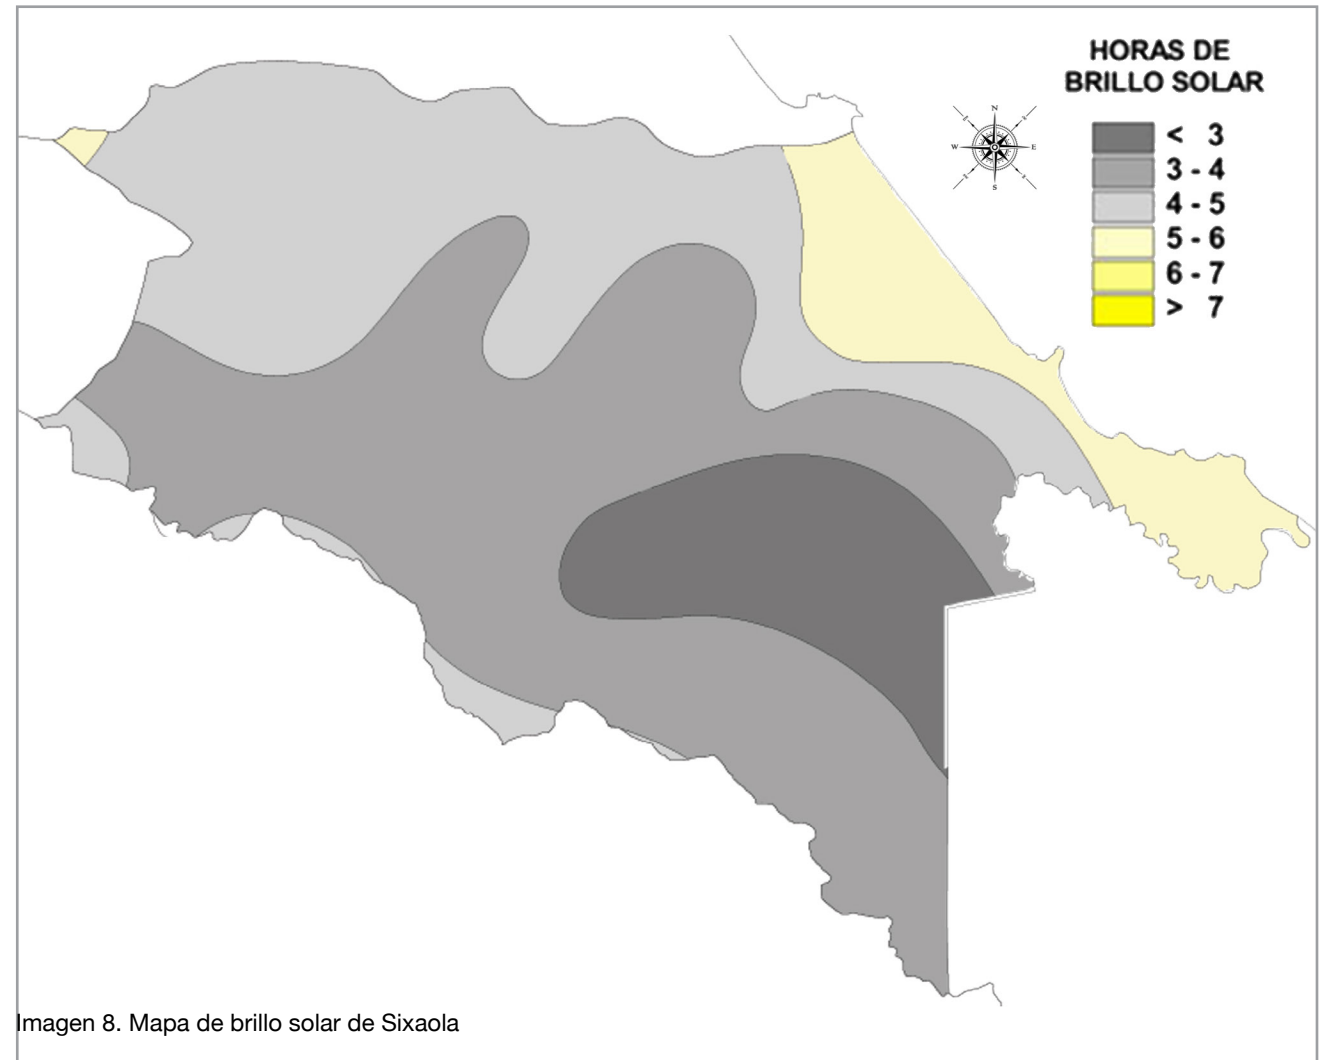 HORAS DE
BRILLO SOLAR
< 3
3 - 4
4 - 5
5 - 6
6 - 7
> 7
N
W E
S
Imagen 8. Mapa de brillo solar de Sixaola